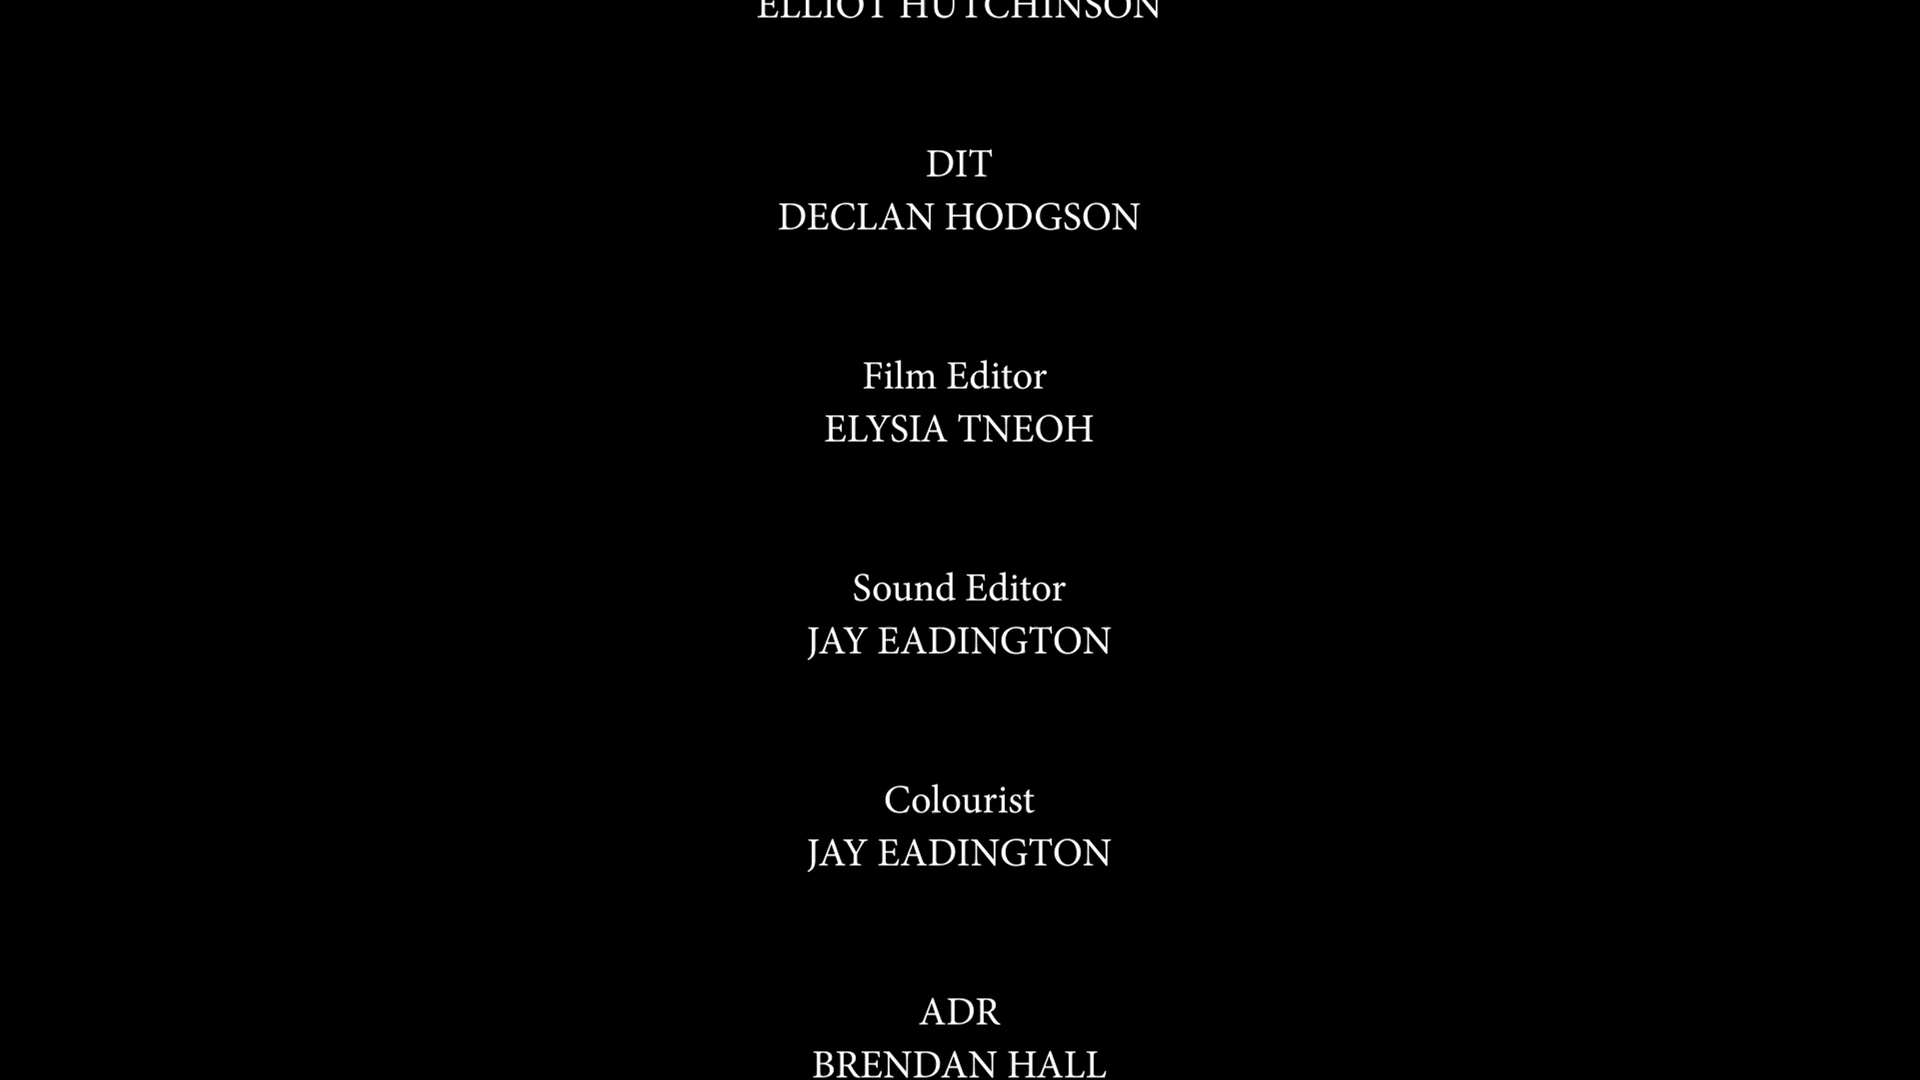 ELLIOT HUTCHINSON
DIT
DECLAN HODGSON
Film Editor
ELYSIA TNEOH
Sound Editor
JAY EADINGTON
Colourist
JAY EADINGTON
ADR
BRENDAN HALL